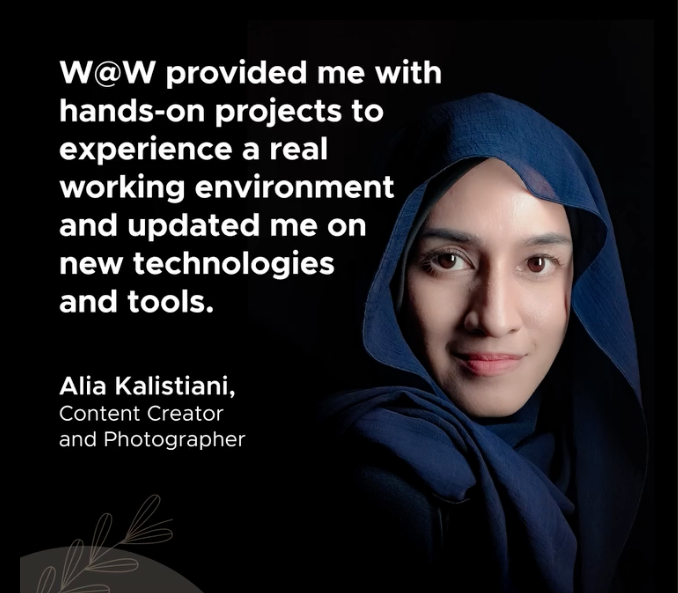 W@W provided me with
hands-on projects to
experience a real
working environment
and updated me on
new technologies
and tools.
Alia Kalistiani,
Content Creator
and Photographer